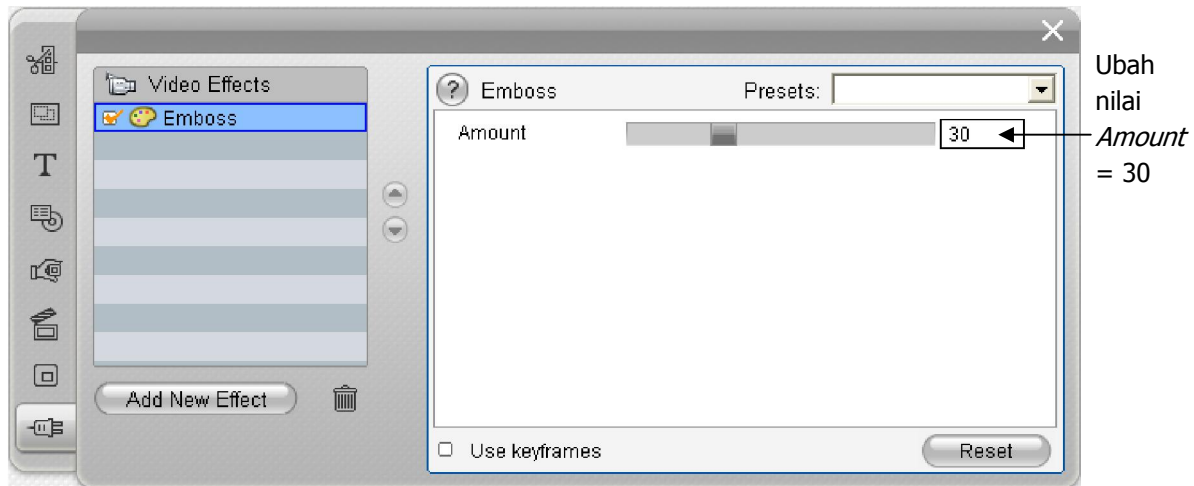 Video Effects
Emboss
Add New Effect
? Emboss
Presets:
Amount
30
Use keyframes
Reset
Ubah
nilai
Amount
= 30
T